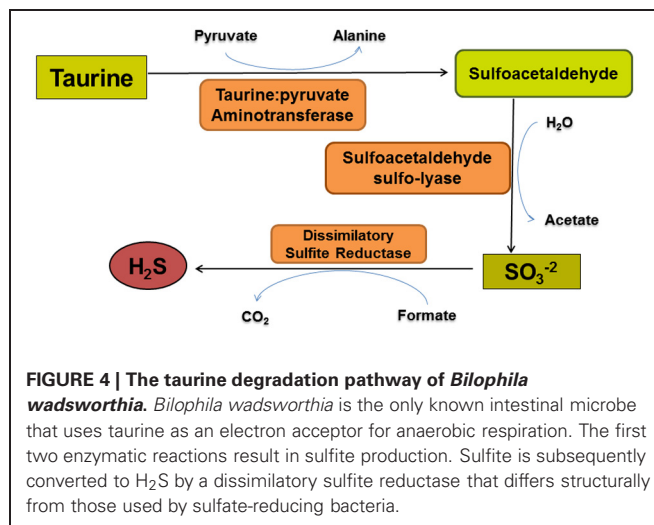 Pyruvate
Alanine
Taurine
Sulfoacetaldehyde
Taurine:pyruvate
Aminotransferase
H₂O
Sulfoacetaldehyde
sulfo-lyase
Acetate
Dissimilatory
Sulfite Reductase
H₂S
SO₃⁻²
CO₂
Formate
FIGURE 4 | The taurine degradation pathway of Bilophila
wadsworthia. Bilophila wadsworthia is the only known intestinal microbe
that uses taurine as an electron acceptor for anaerobic respiration. The first
two enzymatic reactions result in sulfite production. Sulfite is subsequently
converted to H₂S by a dissimilatory sulfite reductase that differs structurally
from those used by sulfate-reducing bacteria.